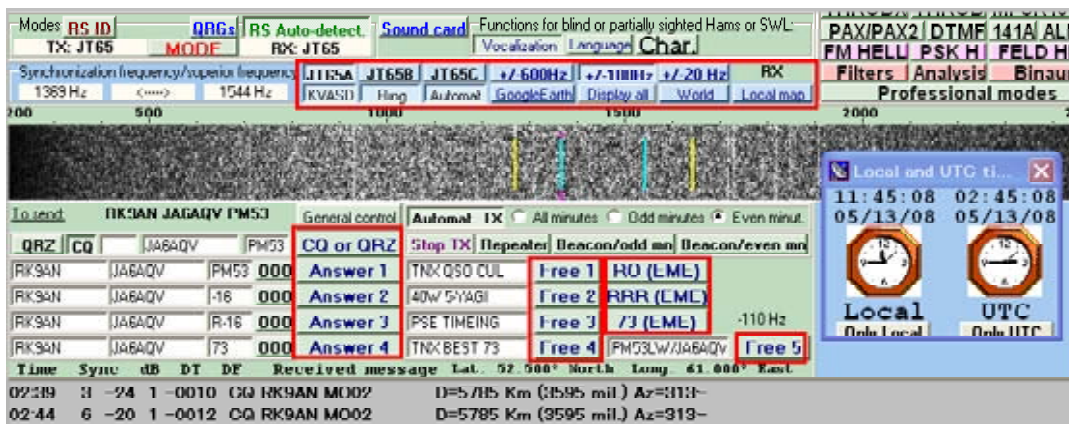 Modes RS ID QRGs RS Auto-detect. Sound card Functions for blind or partially sighted Hams or SWL:
TX: JT65 MODE RX: JT65 Vocalization Language Char.
PAX/PAX2 DTMF 141A
FM HELL PSK H FELD H
Synchronization frequency/superior frequency JT65A JT65B JT65C +/-600Hz +/-100Hz +/-20 Hz RX
Filters Analysis Binau
1369 Hz <----> 1544 Hz KVASD Ring Automat GoogleEarth Display all World Local map
Professional modes
500 1000 1500 2000
Local and UTC ti...
11:45:08 02:45:08
05/13/08 05/13/08
Local UTC
Only Local Only UTC
To send: RK9AN JA6AQV PM53 General control Automat TX All minutes Odd minutes Even minut.
QRZ CQ JA6AQV PM53 CQ or QRZ Stop TX Repeater Beacon/odd mn Beacon/even mn
RK9AN JA6AQV PM53 000 Answer 1 TNX QSO CUL Free 1 RO (EME)
RK9AN JA6AQV -16 000 Answer 2 40W 5-YAGI Free 2 RRR (EME)
RK9AN JA6AQV R-16 000 Answer 3 PSE TIMEING Free 3 73 (EME) -110 Hz
RK9AN JA6AQV 73 000 Answer 4 TNX BEST 73 Free 4 PM53LW/JA6AQV Free 5
Time Sync dB DT DF Received message Lat. 52.500° North Long. 61.000° East
02:39 3 -24 1 -0010 CQ RK9AN MO02 D=5785 Km (3595 mil.) Az=313~
02:44 6 -20 1 -0012 CQ RK9AN MO02 D=5785 Km (3595 mil.) Az=313~